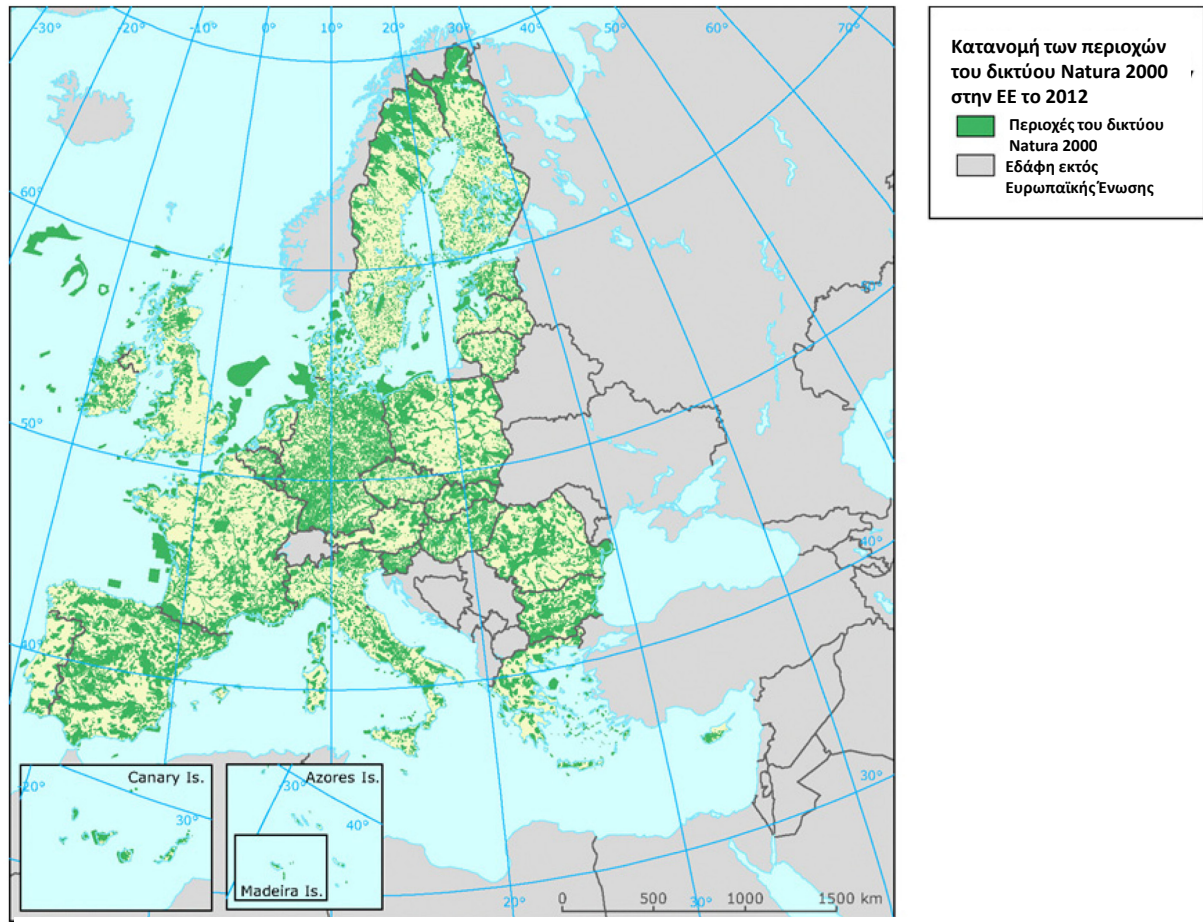 -30°
-20°
-10°
0°
10°
20°
30°
40°
50°
60°
70°
60°
50°
40°
50°
40°
30°
Canary Is.
-20°
30°
Azores Is.
30°
40°
Madeira Is.
20°
30°
0 500 1000 1500 km
Κατανομή των περιοχών
του δικτύου Natura 2000
στην ΕΕ το 2012
Περιοχές του δικτύου
Natura 2000
Εδάφη εκτός
Ευρωπαϊκής Ένωσης